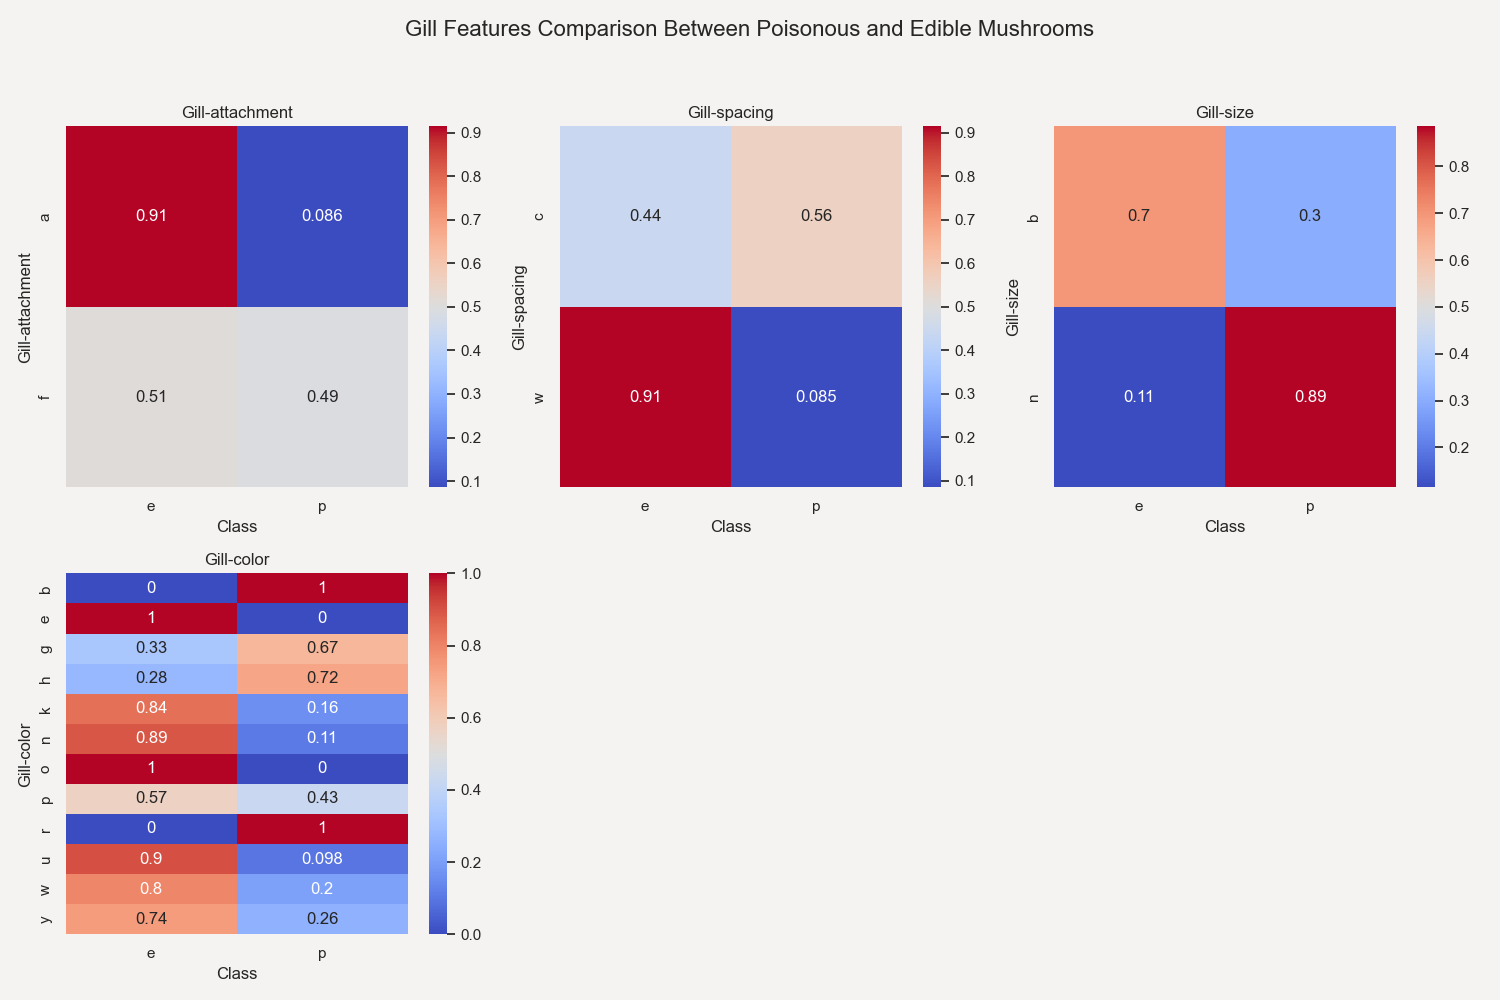 Gill Features Comparison Between Poisonous and Edible Mushrooms
Gill-attachment
Gill-attachment
a
f
0.91 0.086
0.51 0.49
e p
Class
0.9
0.8
0.7
0.6
0.5
0.4
0.3
0.2
0.1
Gill-spacing
Gill-spacing
c
w
0.44 0.56
0.91 0.085
e p
Class
0.9
0.8
0.7
0.6
0.5
0.4
0.3
0.2
0.1
Gill-size
Gill-size
b
n
0.7 0.3
0.11 0.89
e p
Class
0.8
0.7
0.6
0.5
0.4
0.3
0.2
Gill-color
Gill-color
b 0 1
e 1 0
g 0.33 0.67
h 0.28 0.72
k 0.84 0.16
n 0.89 0.11
o 1 0
p 0.57 0.43
r 0 1
u 0.9 0.098
w 0.8 0.2
y 0.74 0.26
e p
Class
1.0
0.8
0.6
0.4
0.2
0.0